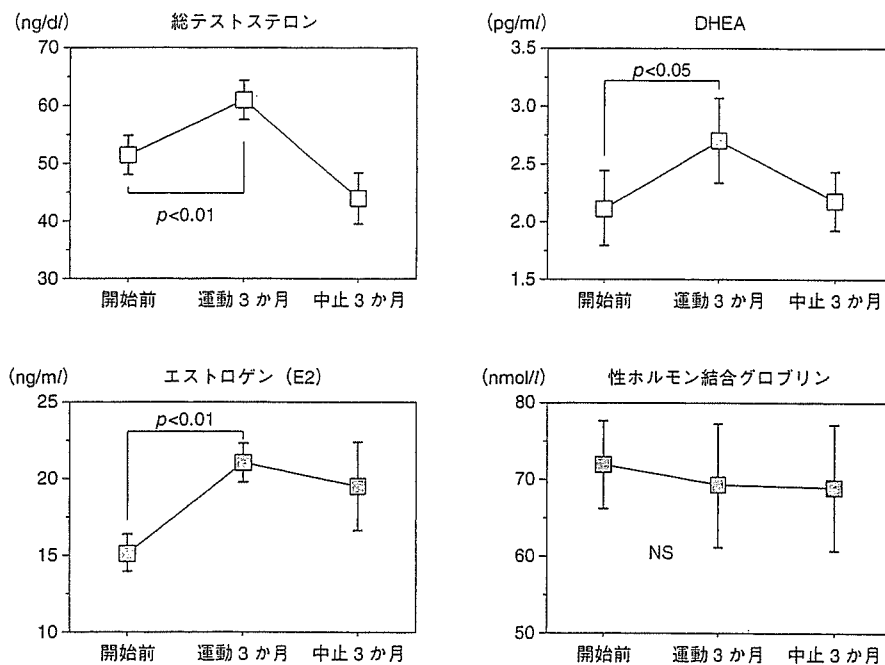 総テストステロン
(ng/dl)
70
60
50
40
30
p<0.01
開始前 運動3か月 中止3か月
DHEA
(pg/ml)
3.5
3.0
2.5
2.0
1.5
p<0.05
開始前 運動3か月 中止3か月
エストロゲン(E2)
(ng/ml)
25
20
15
10
p<0.01
開始前 運動3か月 中止3か月
性ホルモン結合グロブリン
(nmol/l)
80
70
60
50
NS
開始前 運動3か月 中止3か月